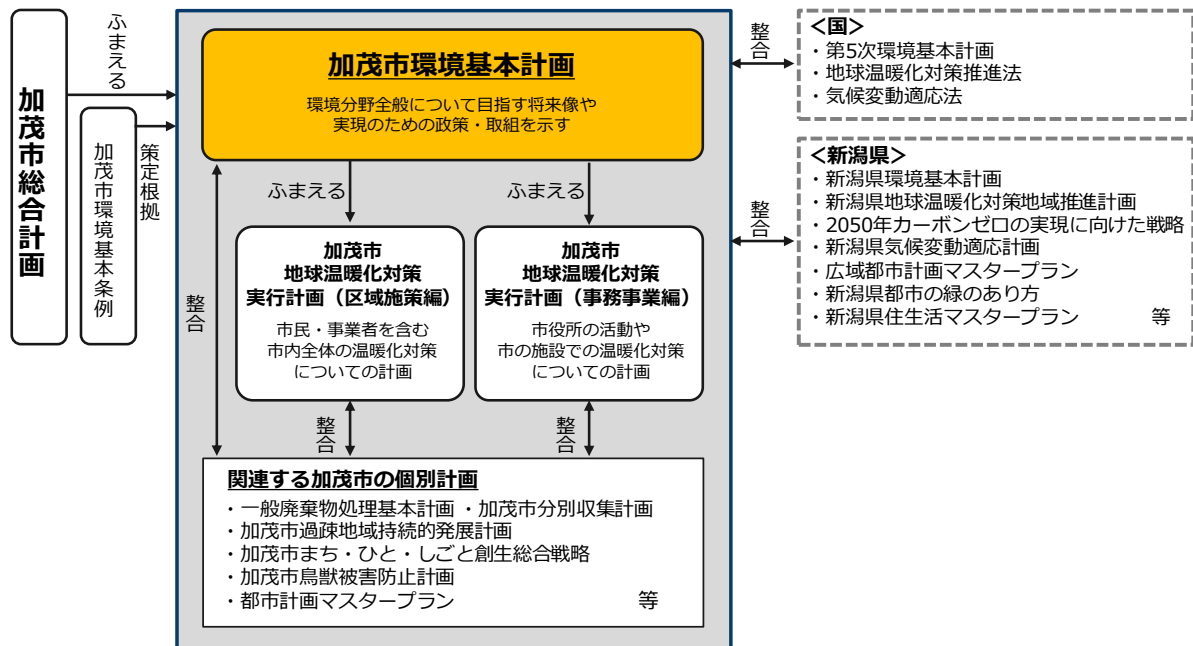 加茂市総合計画
ふまえる
加茂市環境基本条例
策定根拠
加茂市環境基本計画
環境分野全般について目指す将来像や
実現のための政策・取組を示す
ふまえる
ふまえる
加茂市
地球温暖化対策
実行計画（区域施策編）
市民・事業者を含む
市内全体の温暖化対策
についての計画
加茂市
地球温暖化対策
実行計画（事務事業編）
市役所の活動や
市の施設での温暖化対策
についての計画
整合
整合
整合
関連する加茂市の個別計画
・一般廃棄物処理基本計画 ・加茂市分別収集計画
・加茂市過疎地域持続的発展計画
・加茂市まち・ひと・しごと創生総合戦略
・加茂市鳥獣被害防止計画
・都市計画マスタープラン 等
整合
<国>
・第5次環境基本計画
・地球温暖化対策推進法
・気候変動適応法
整合
<新潟県>
・新潟県環境基本計画
・新潟県地球温暖化対策地域推進計画
・2050年カーボンゼロの実現に向けた戦略
・新潟県気候変動適応計画
・広域都市計画マスタープラン
・新潟県都市の緑のあり方
・新潟県住生活マスタープラン 等